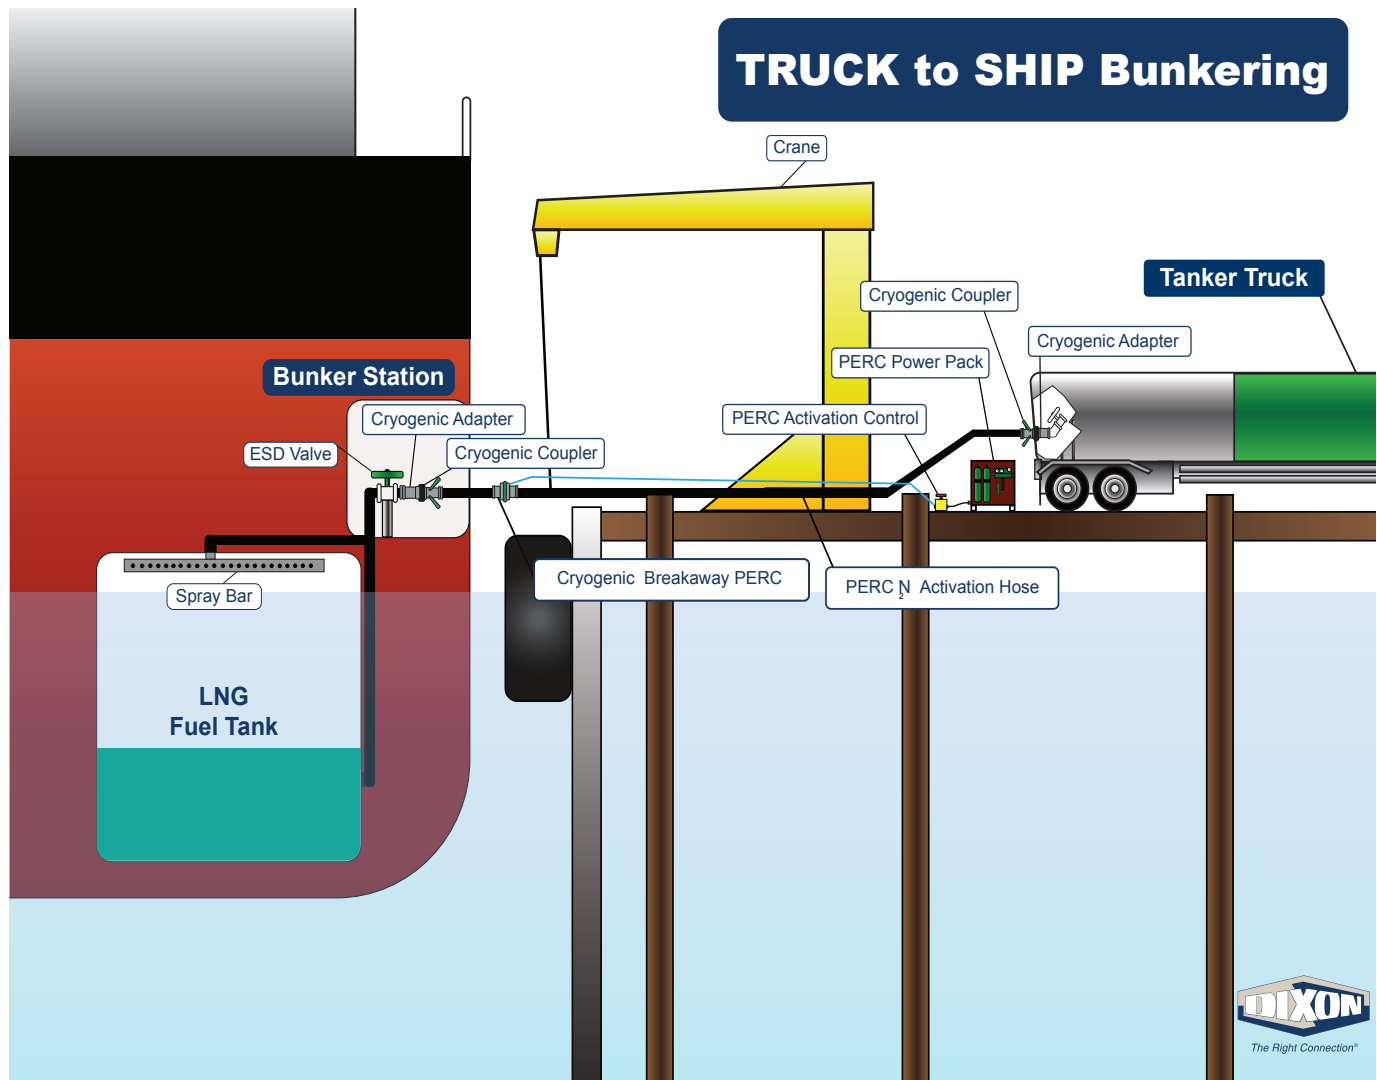 TRUCK to SHIP Bunkering
Crane
Tanker Truck
Cryogenic Coupler
Cryogenic Adapter
PERC Power Pack
Bunker Station
Cryogenic Adapter
PERC Activation Control
ESD Valve
Cryogenic Coupler
Cryogenic Breakaway PERC
PERC N₂ Activation Hose
Spray Bar
LNG
Fuel Tank
DIXON
The Right Connection®